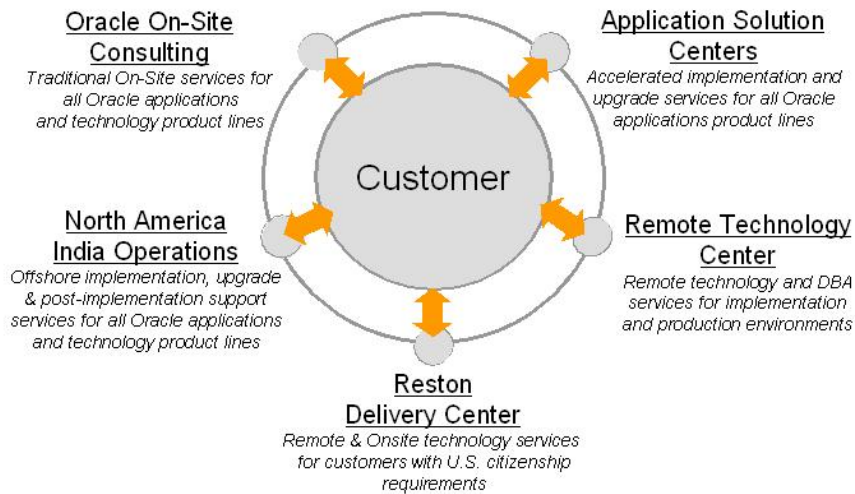 Oracle On-Site
Consulting
Traditional On-Site services for
all Oracle applications
and technology product lines
Application Solution
Centers
Accelerated implementation and
upgrade services for all Oracle
applications product lines
Customer
North America
India Operations
Offshore implementation, upgrade
& post-implementation support
services for all Oracle applications
and technology product lines
Remote Technology
Center
Remote technology and DBA
services for implementation
and production environments
Reston
Delivery Center
Remote & Onsite technology services
for customers with U.S. citizenship
requirements